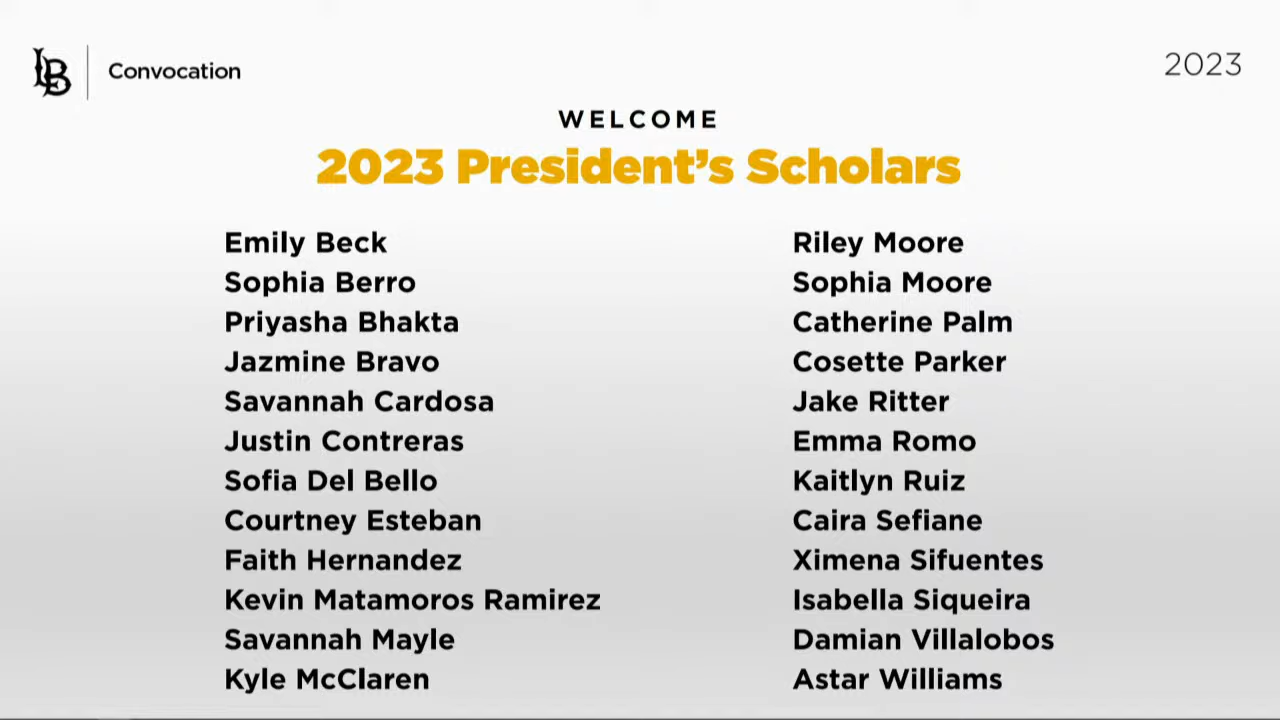 LB
Convocation
2023
WELCOME
2023 President's Scholars
Emily Beck
Sophia Berro
Priyasha Bhakta
Jazmine Bravo
Savannah Cardosa
Justin Contreras
Sofia Del Bello
Courtney Esteban
Faith Hernandez
Kevin Matamoros Ramirez
Savannah Mayle
Kyle McClaren
Riley Moore
Sophia Moore
Catherine Palm
Cosette Parker
Jake Ritter
Emma Romo
Kaitlyn Ruiz
Caira Sefiane
Ximena Sifuentes
Isabella Siqueira
Damian Villalobos
Astar Williams